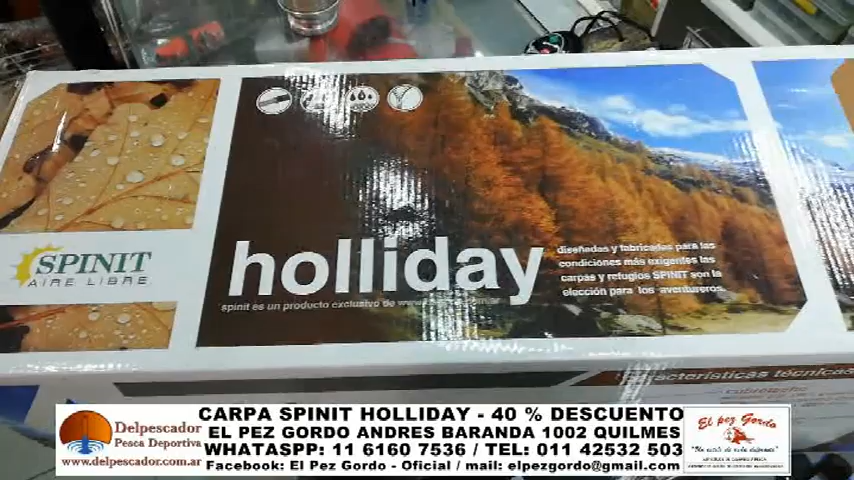 SPINIT
AIRE LIBRE
holliday
spinit es un producto exclusivo de
diseñadas y fabricadas para las
condiciones más exigentes las
carpas y refugios SPINIT son la
elección para los aventureros.
características técnicas
Delpescador
Pesca Deportiva
www.delpescador.com.ar
CARPA SPINIT HOLLIDAY - 40 % DESCUENTO
EL PEZ GORDO ANDRES BARANDA 1002 QUILMES
WHATASPP: 11 6160 7536 / TEL: 011 42532 503
Facebook: El Pez Gordo - Oficial / mail: elpezgordo@gmail.com
El pez Gordo